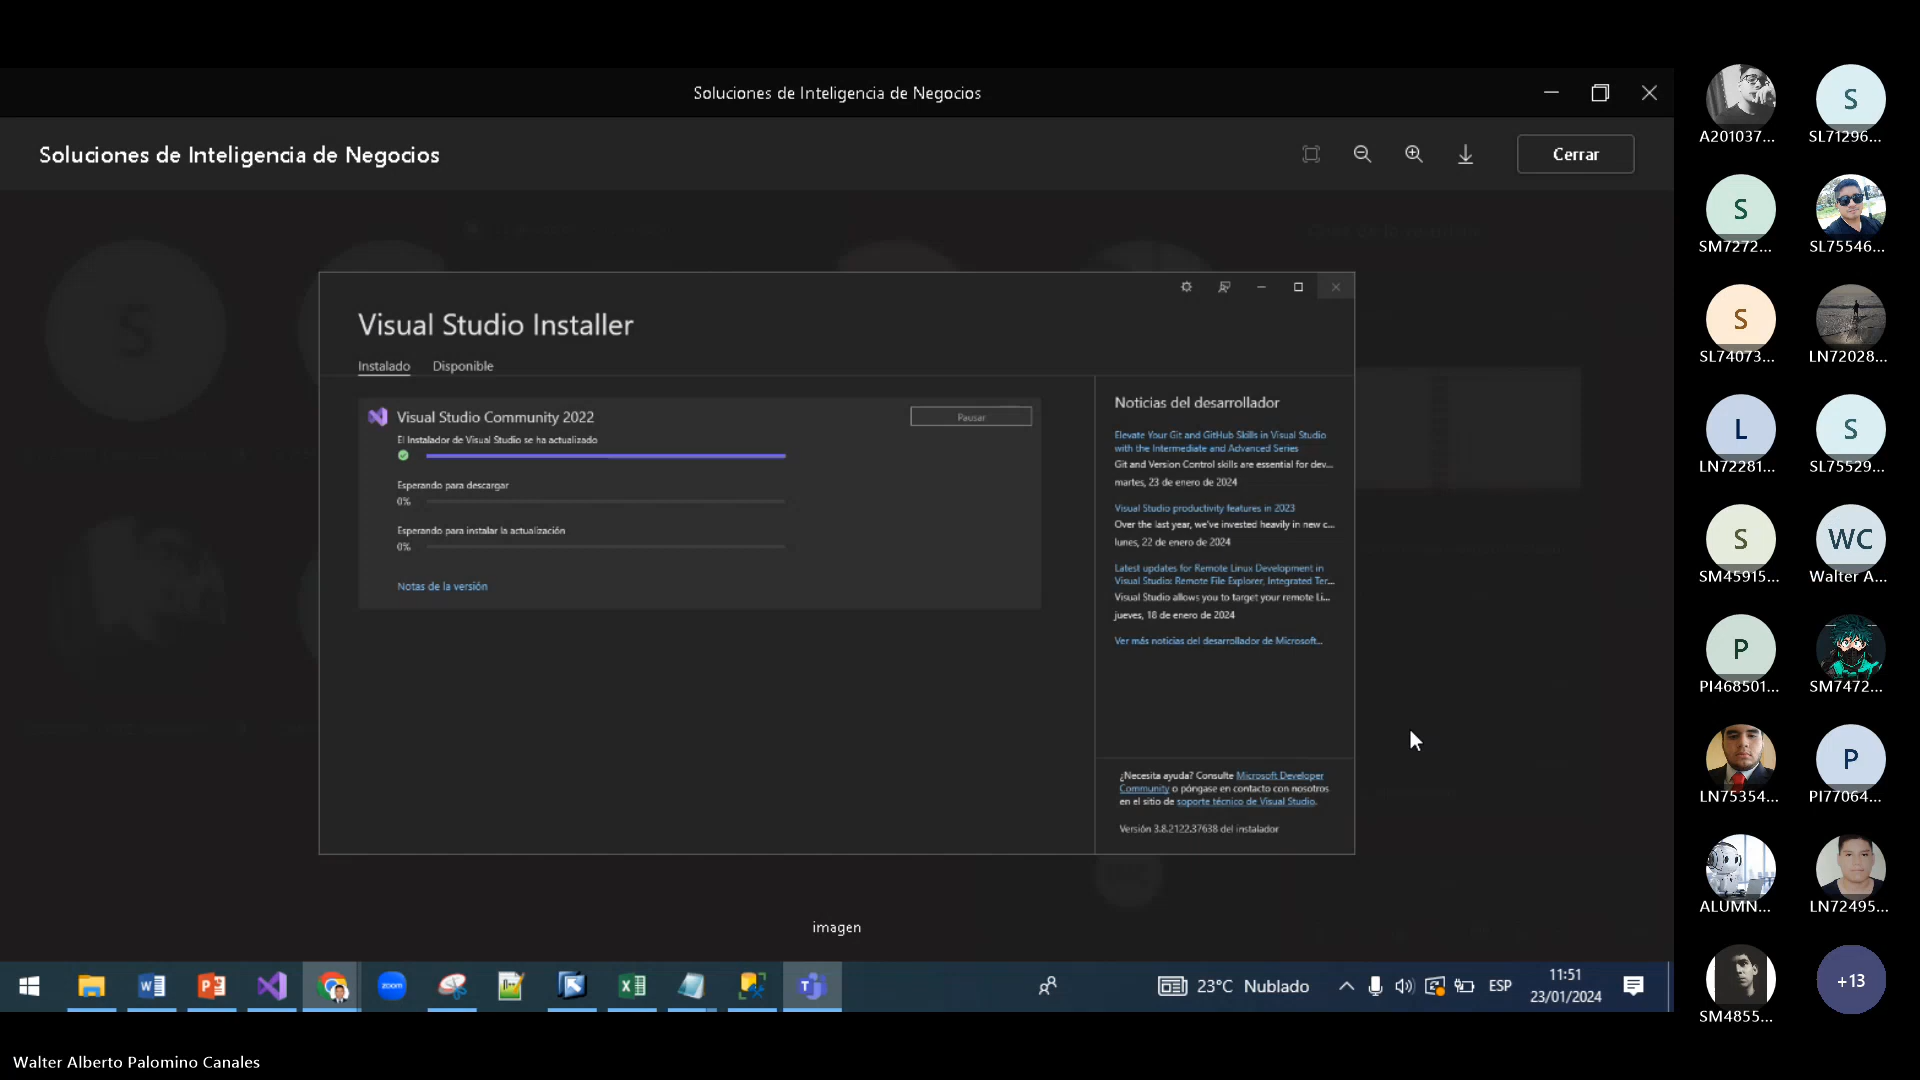 Soluciones de Inteligencia de Negocios
Soluciones de Inteligencia de Negocios
Cerrar
Visual Studio Installer
Instalado
Disponible
Visual Studio Community 2022
Pausar
El Instalador de Visual Studio se ha actualizado
Esperando para descargar
0%
Esperando para instalar la actualización
0%
Notas de la versión
Noticias del desarrollador
Elevate Your Git and GitHub Skills in Visual Studio
with the Intermediate and Advanced Series
Git and Version Control skills are essential for dev...
martes, 23 de enero de 2024
Visual Studio productivity features in 2023
Over the last year, we've invested heavily in new c...
lunes, 22 de enero de 2024
Latest updates for Remote Linux Development in
Visual Studio: Remote File Explorer, Integrated Ter...
Visual Studio allows you to target your remote Li...
jueves, 18 de enero de 2024
Ver más noticias del desarrollador de Microsoft...
¿Necesita ayuda? Consulte Microsoft Developer
Community o póngase en contacto con nosotros
en el sitio de soporte técnico de Visual Studio.
Versión 3.8.2122.37638 del instalador
imagen
zoom
23°C Nublado
ESP
11:51
23/01/2024
Walter Alberto Palomino Canales
A201037...
S
SL71296...
S
SM7272...
SL75546...
S
SL74073...
LN72028...
L
LN72281...
S
SL75529...
S
SM45915...
WC
Walter A...
P
PI468501...
SM7472...
LN75354...
P
PI77064...
ALUMN...
LN72495...
SM4855...
+13